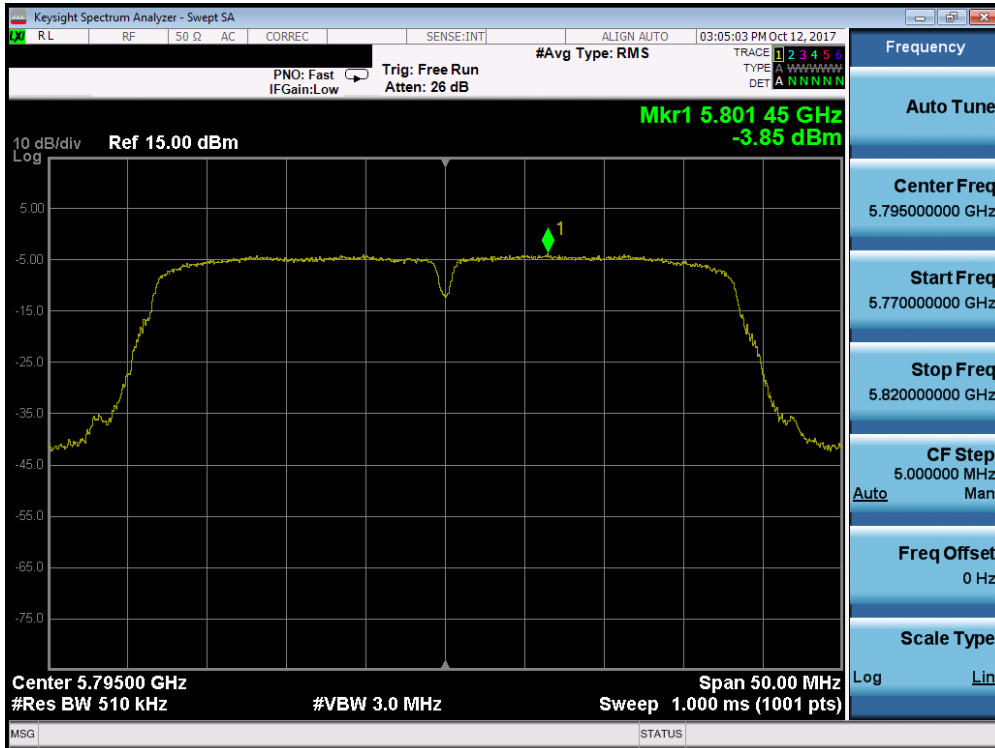 Keysight Spectrum Analyzer - Swept SA
LXI RL RF 50 Ω AC CORREC SENSE:INT ALIGN AUTO 03:05:03 PM Oct 12, 2017
#Avg Type: RMS
TRACE 1 2 3 4 5 6
TYPE A WWWWW
DET A N N N N N
PNO: Fast
IFGain:Low
Trig: Free Run
Atten: 26 dB
Mkr1 5.801 45 GHz
-3.85 dBm
10 dB/div Ref 15.00 dBm
Log
5.00
-5.00
-15.0
-25.0
-35.0
-45.0
-55.0
-65.0
-75.0
1
Center 5.79500 GHz
Span 50.00 MHz
#Res BW 510 kHz
#VBW 3.0 MHz
Sweep 1.000 ms (1001 pts)
MSG
STATUS
Frequency
Auto Tune
Center Freq
5.795000000 GHz
Start Freq
5.770000000 GHz
Stop Freq
5.820000000 GHz
CF Step
5.000000 MHz
Auto Man
Freq Offset
0 Hz
Scale Type
Log Lin